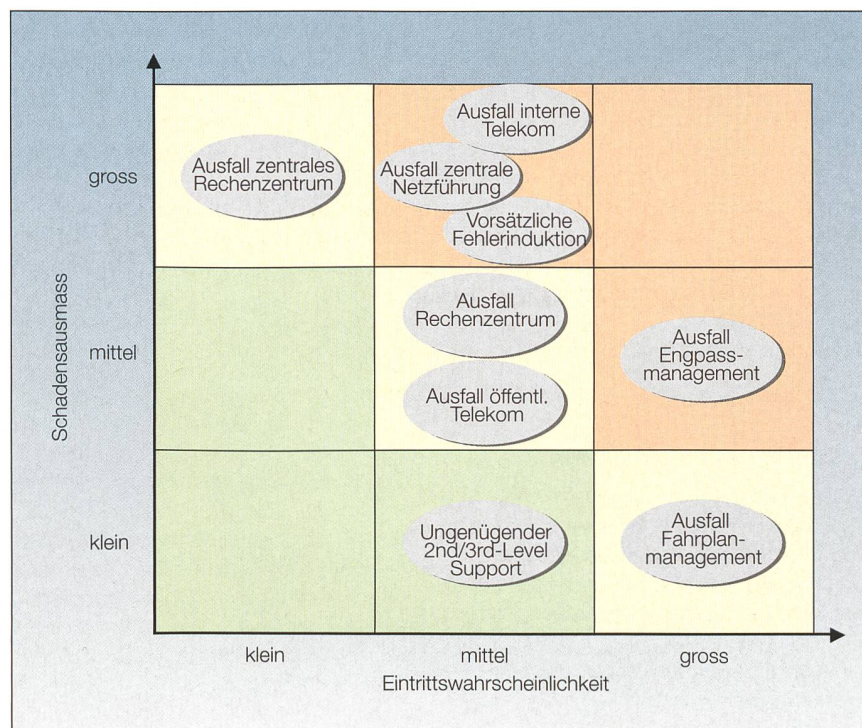 Schadensausmass
gross
mittel
klein
Ausfall zentrales
Rechenzentrum
Ausfall interne
Telekom
Ausfall zentrale
Netzführung
Vorsätzliche
Fehlerinduktion
Ausfall
Rechenzentrum
Ausfall öffentl.
Telekom
Ausfall
Engpass-
management
Ungenügender
2nd/3rd-Level
Support
Ausfall
Fahrplan-
management
klein
mittel
gross
Eintrittswahrscheinlichkeit